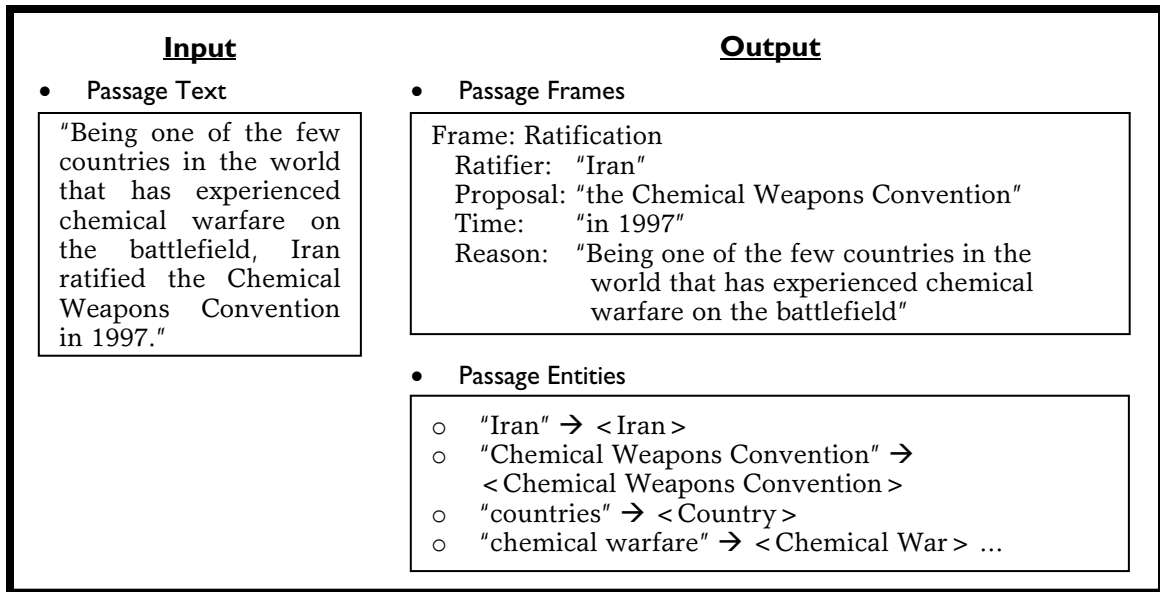 Input
• Passage Text
"Being one of the few
countries in the world
that has experienced
chemical warfare on
the battlefield, Iran
ratified the Chemical
Weapons Convention
in 1997."
Output
• Passage Frames
Frame: Ratification
Ratifier: "Iran"
Proposal: "the Chemical Weapons Convention"
Time: "in 1997"
Reason: "Being one of the few countries in the
world that has experienced chemical
warfare on the battlefield"
• Passage Entities
o "Iran" → <Iran>
o "Chemical Weapons Convention" →
<Chemical Weapons Convention>
o "countries" → <Country>
o "chemical warfare" → <Chemical War> ...